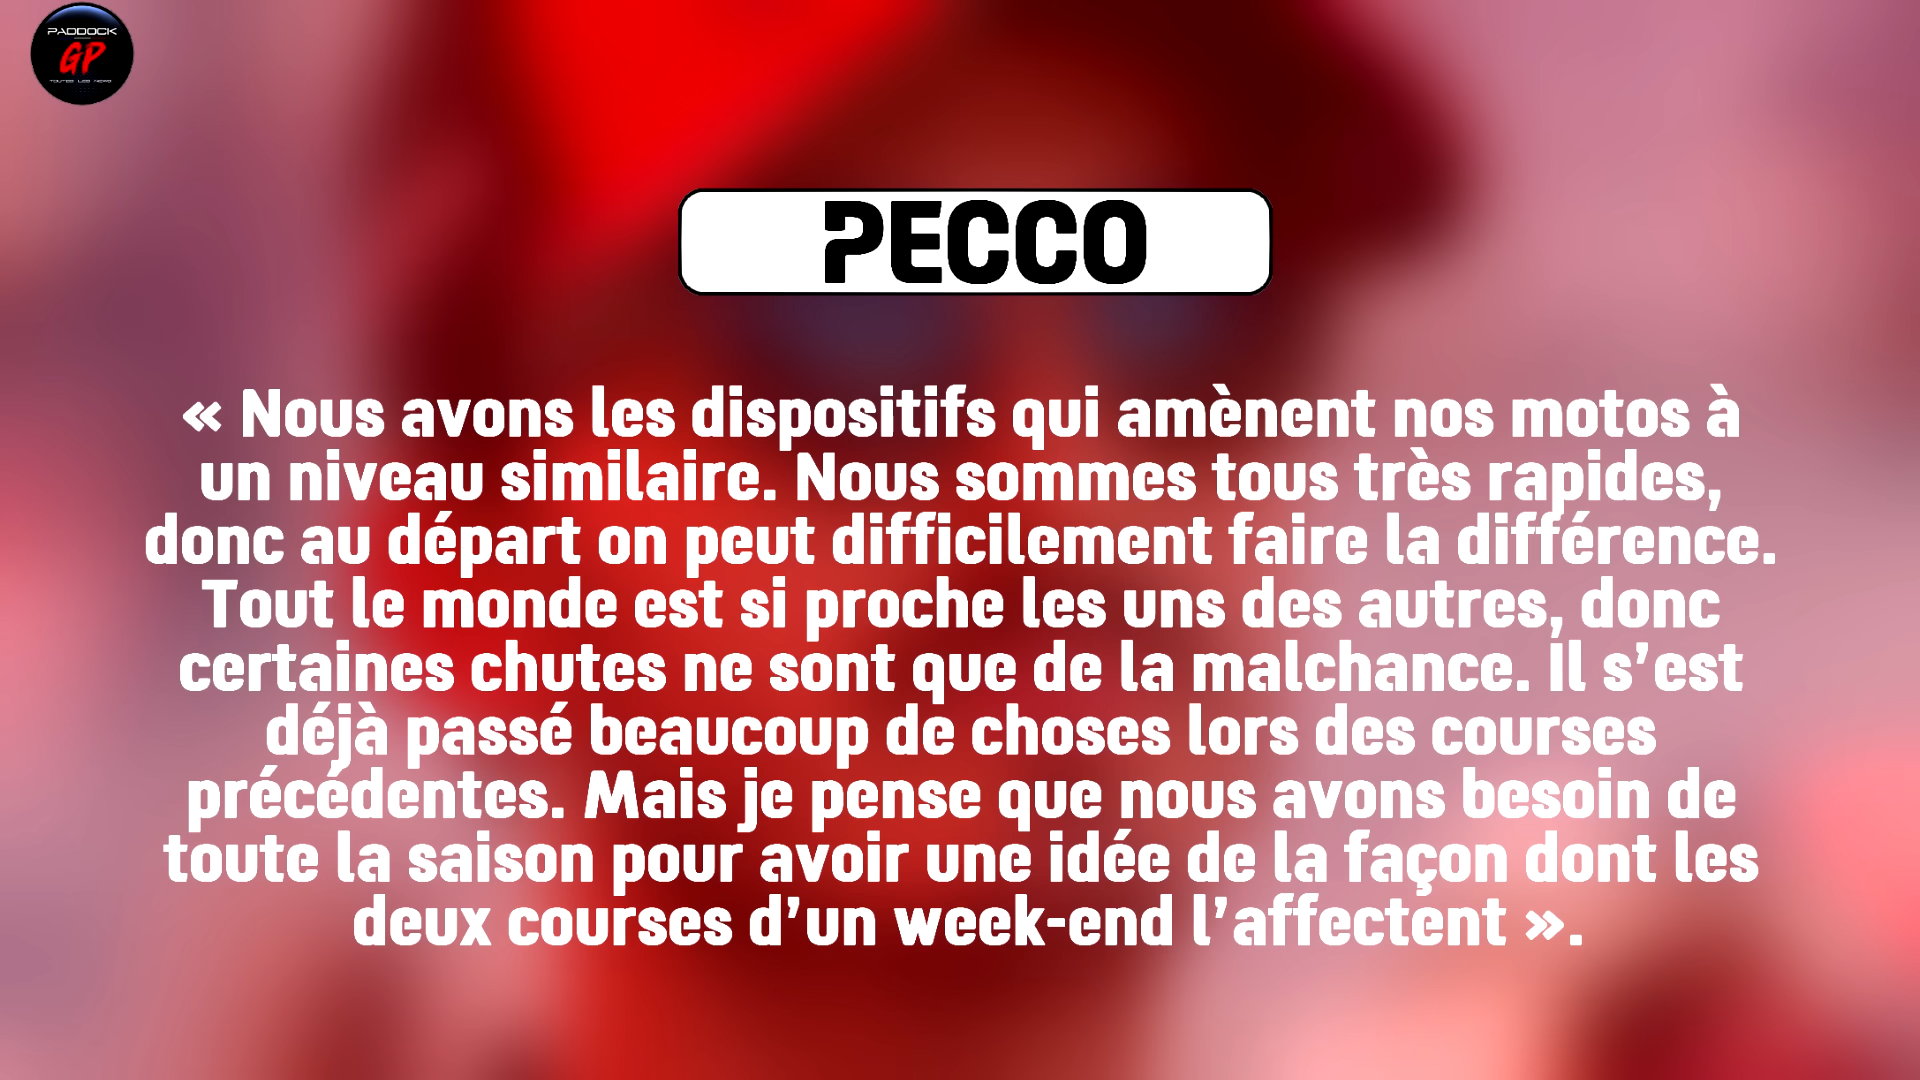 PADDOCK
GP
TOUTES LES NEWS
PECCO
« Nous avons les dispositifs qui amènent nos motos à
un niveau similaire. Nous sommes tous très rapides,
donc au départ on peut difficilement faire la différence.
Tout le monde est si proche les uns des autres, donc
certaines chutes ne sont que de la malchance. Il s’est
déjà passé beaucoup de choses lors des courses
précédentes. Mais je pense que nous avons besoin de
toute la saison pour avoir une idée de la façon dont les
deux courses d’un week-end l’affectent ».